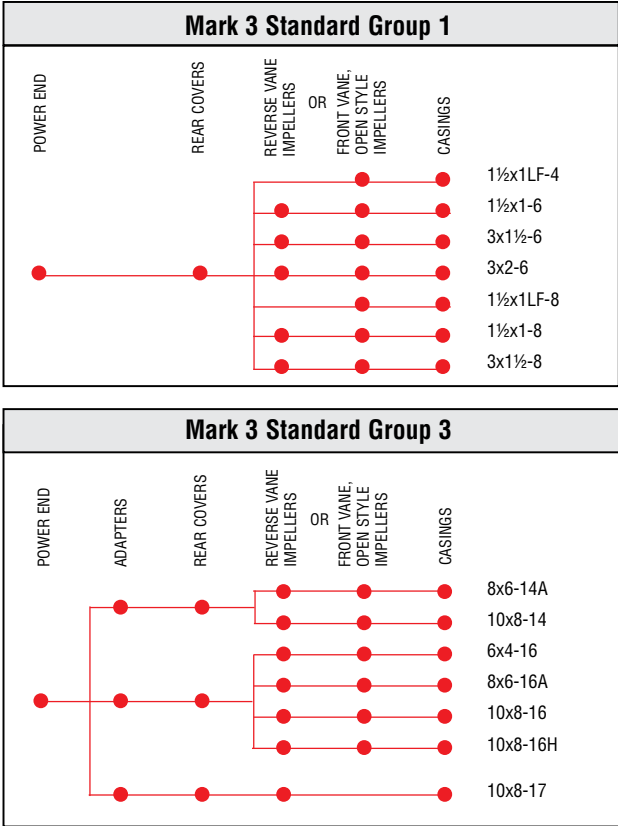 Mark 3 Standard Group 1
POWER END
REAR COVERS
REVERSE VANE
IMPELLERS
OR
FRONT VANE,
OPEN STYLE
IMPELLERS
CASINGS
1½x1LF-4
1½x1-6
3x1½-6
3x2-6
1½x1LF-8
1½x1-8
3x1½-8
Mark 3 Standard Group 3
POWER END
ADAPTERS
REAR COVERS
REVERSE VANE
IMPELLERS
OR
FRONT VANE,
OPEN STYLE
IMPELLERS
CASINGS
8x6-14A
10x8-14
6x4-16
8x6-16A
10x8-16
10x8-16H
10x8-17